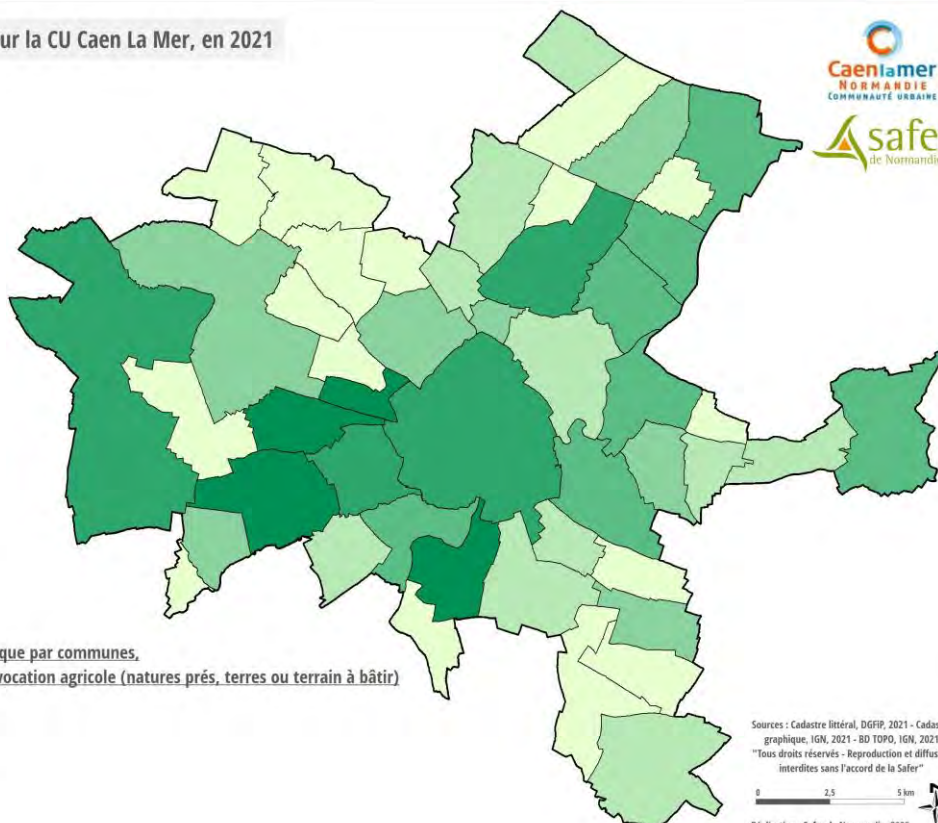 ur la CU Caen La Mer, en 2021
Caenlamer
NORMANDIE
COMMUNAUTÉ URBAINE
safe
de Normandie
que par communes,
vocation agricole (natures prés, terres ou terrain à bâtir)
Sources : Cadastre littéral, DGFiP, 2021 - Cadas
graphique, IGN, 2021 - BD TOPO, IGN, 2021
"Tous droits réservés - Reproduction et diffus
interdites sans l'accord de la Safer"
0 2,5 5 km